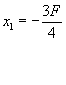 x₁ = −3F/4